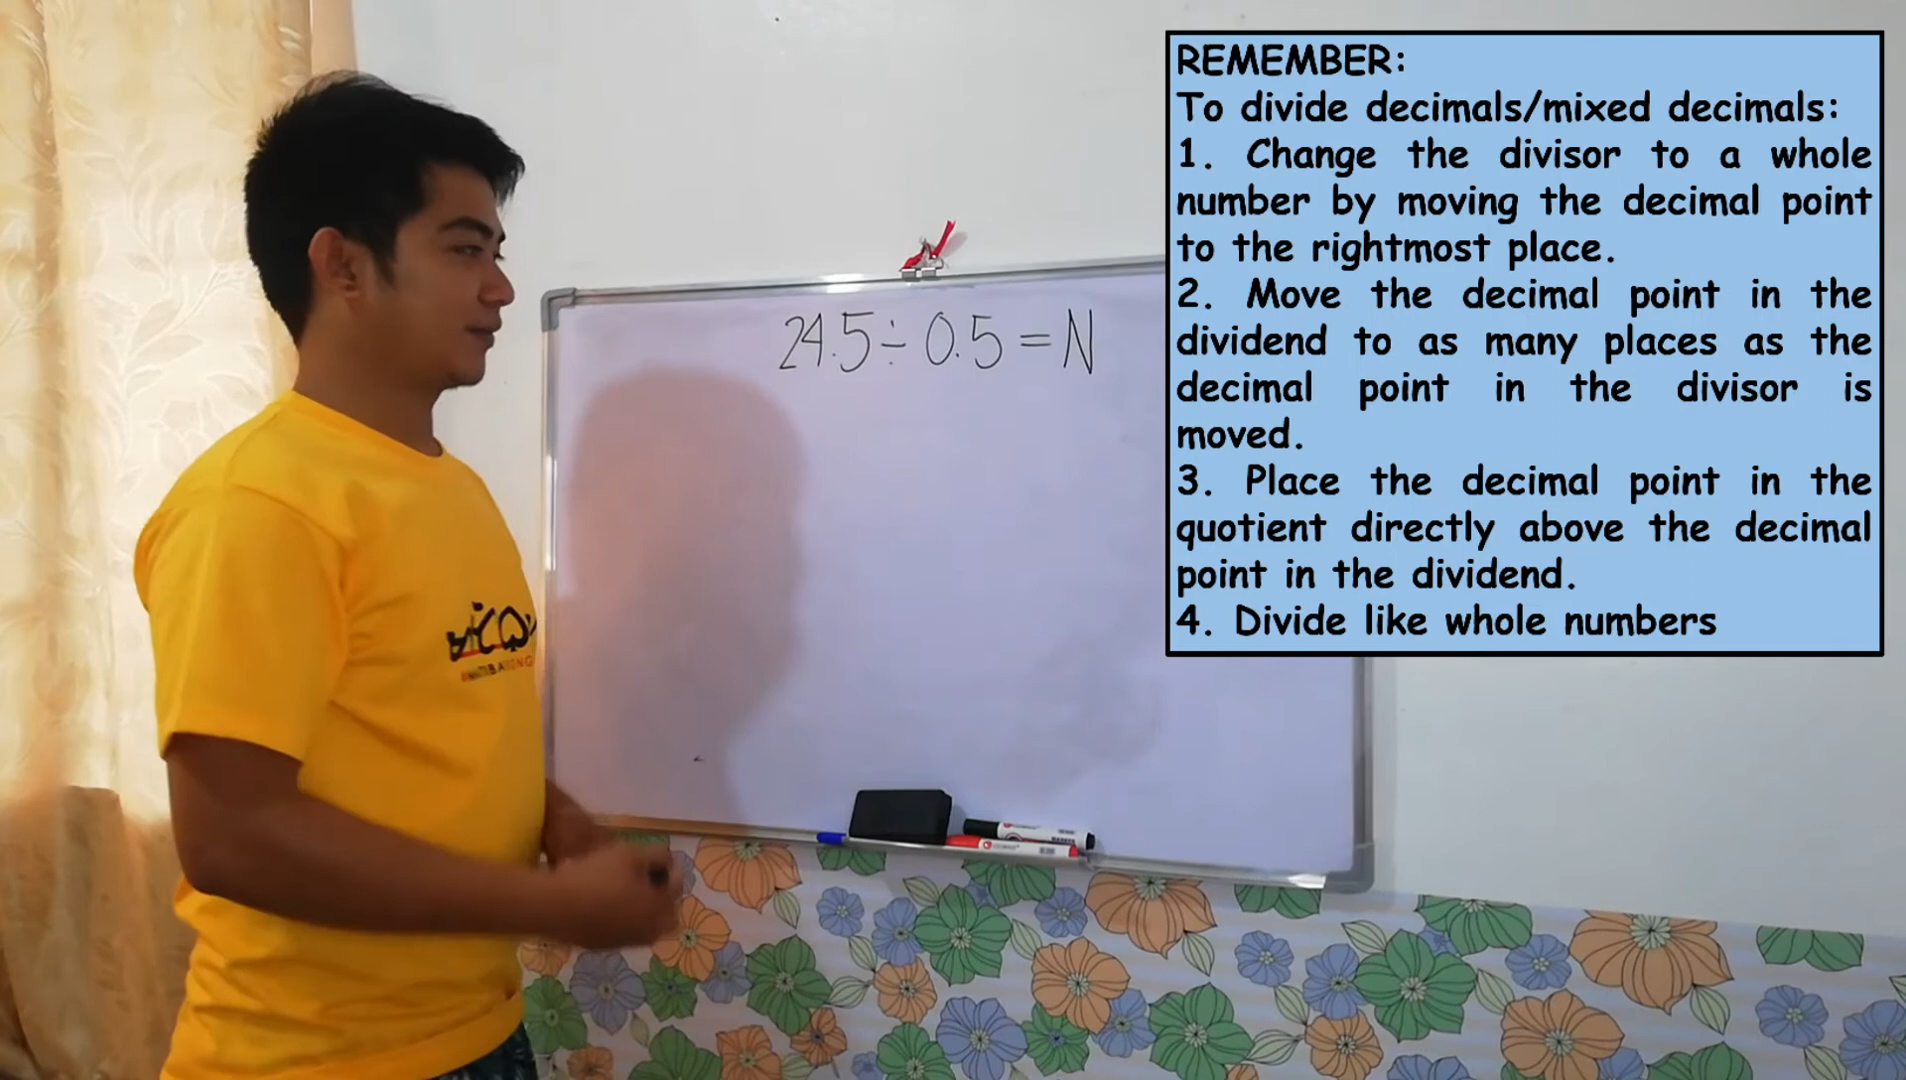 REMEMBER:
To divide decimals/mixed decimals:
1. Change the divisor to a whole
number by moving the decimal point
to the rightmost place.
2. Move the decimal point in the
dividend to as many places as the
decimal point in the divisor is
moved.
3. Place the decimal point in the
quotient directly above the decimal
point in the dividend.
4. Divide like whole numbers
24.5÷0.5=N